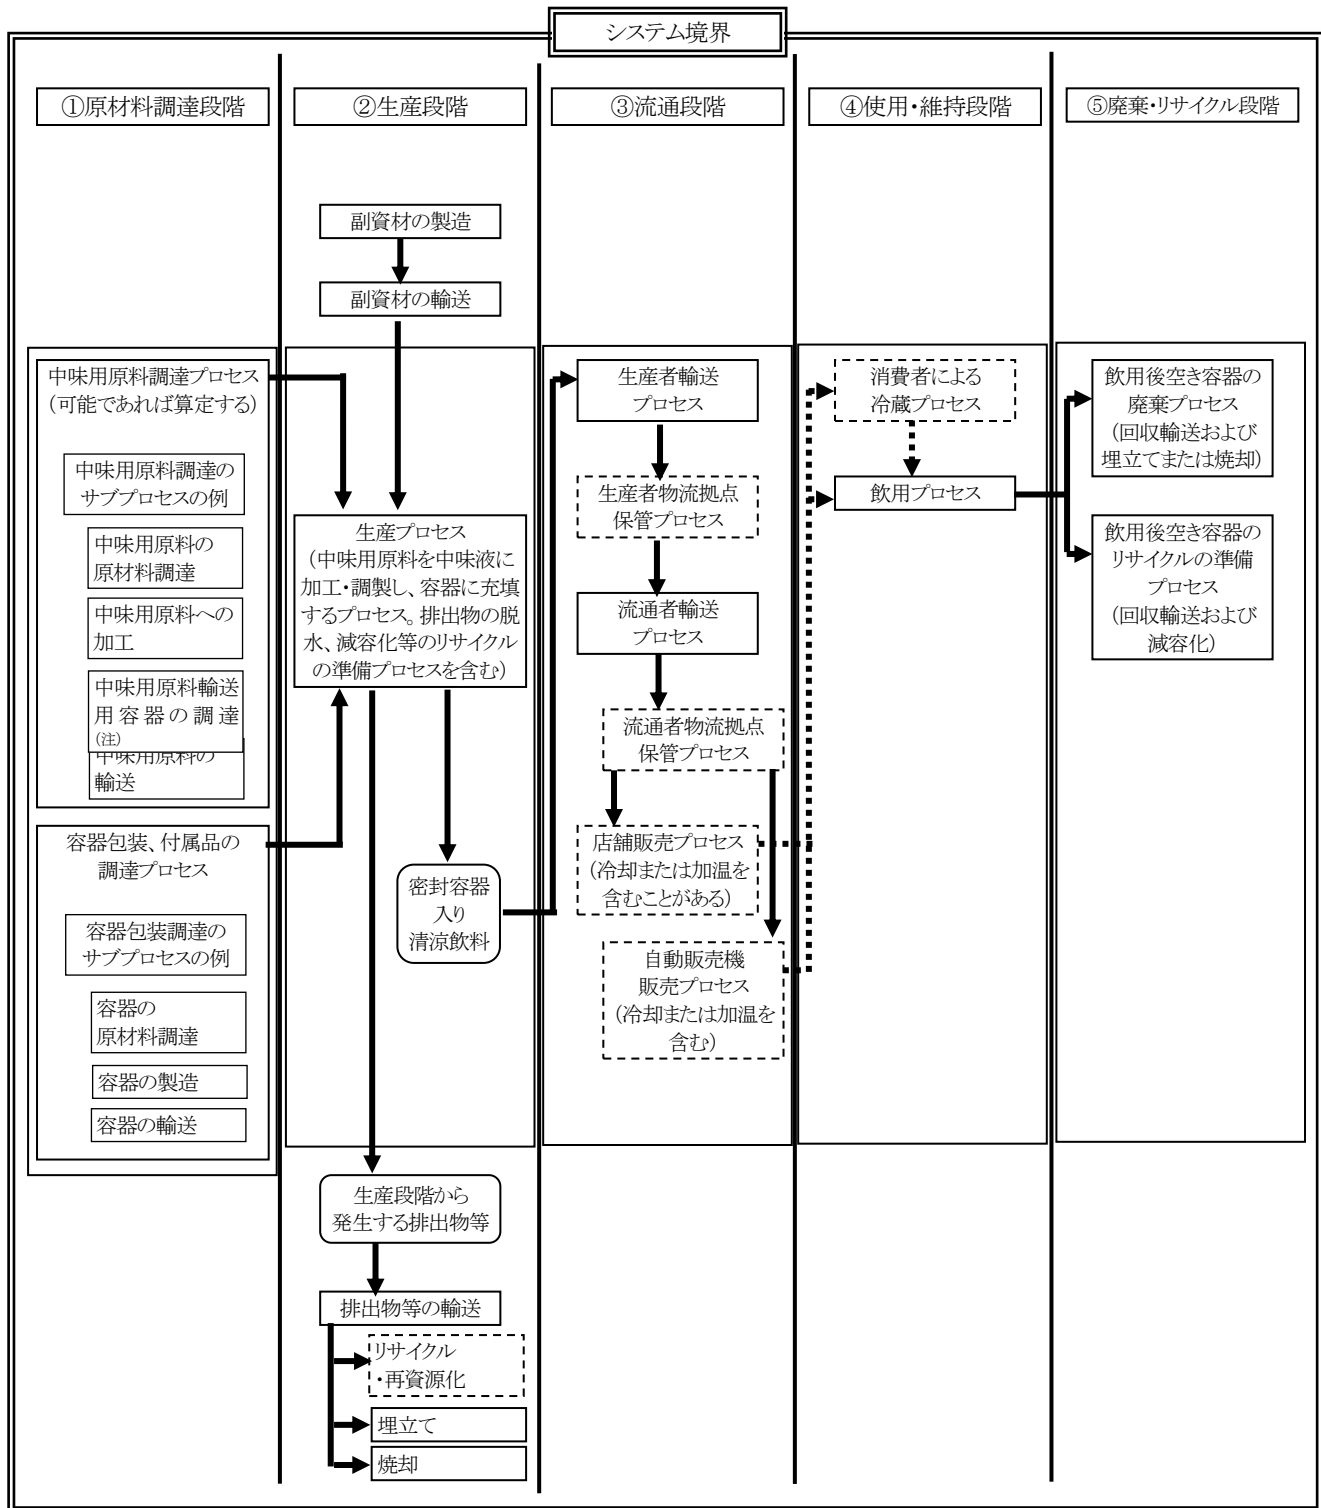 システム境界
①原材料調達段階
②生産段階
③流通段階
④使用・維持段階
⑤廃棄・リサイクル段階
副資材の製造
副資材の輸送
中味用原料調達プロセス
（可能であれば算定する）
中味用原料調達の
サブプロセスの例
中味用原料の
原材料調達
中味用原料への
加工
中味用原料輸送
用容器の調達
(注)
中味用原料の
輸送
容器包装、付属品の
調達プロセス
容器包装調達の
サブプロセスの例
容器の
原材料調達
容器の製造
容器の輸送
生産プロセス
（中味用原料を中味液に
加工・調製し、容器に充填
するプロセス。排出物の脱
水、減容化等のリサイクル
の準備プロセスを含む）
密封容器
入り
清涼飲料
生産段階から
発生する排出物等
排出物等の輸送
リサイクル
・再資源化
埋立て
焼却
生産者輸送
プロセス
生産者物流拠点
保管プロセス
流通者輸送
プロセス
流通者物流拠点
保管プロセス
店舗販売プロセス
（冷却または加温を
含むことがある）
自動販売機
販売プロセス
（冷却または加温を
含む）
消費者による
冷蔵プロセス
飲用プロセス
飲用後空き容器の
廃棄プロセス
（回収輸送および
埋立てまたは焼却）
飲用後空き容器の
リサイクルの準備
プロセス
（回収輸送および
減容化）